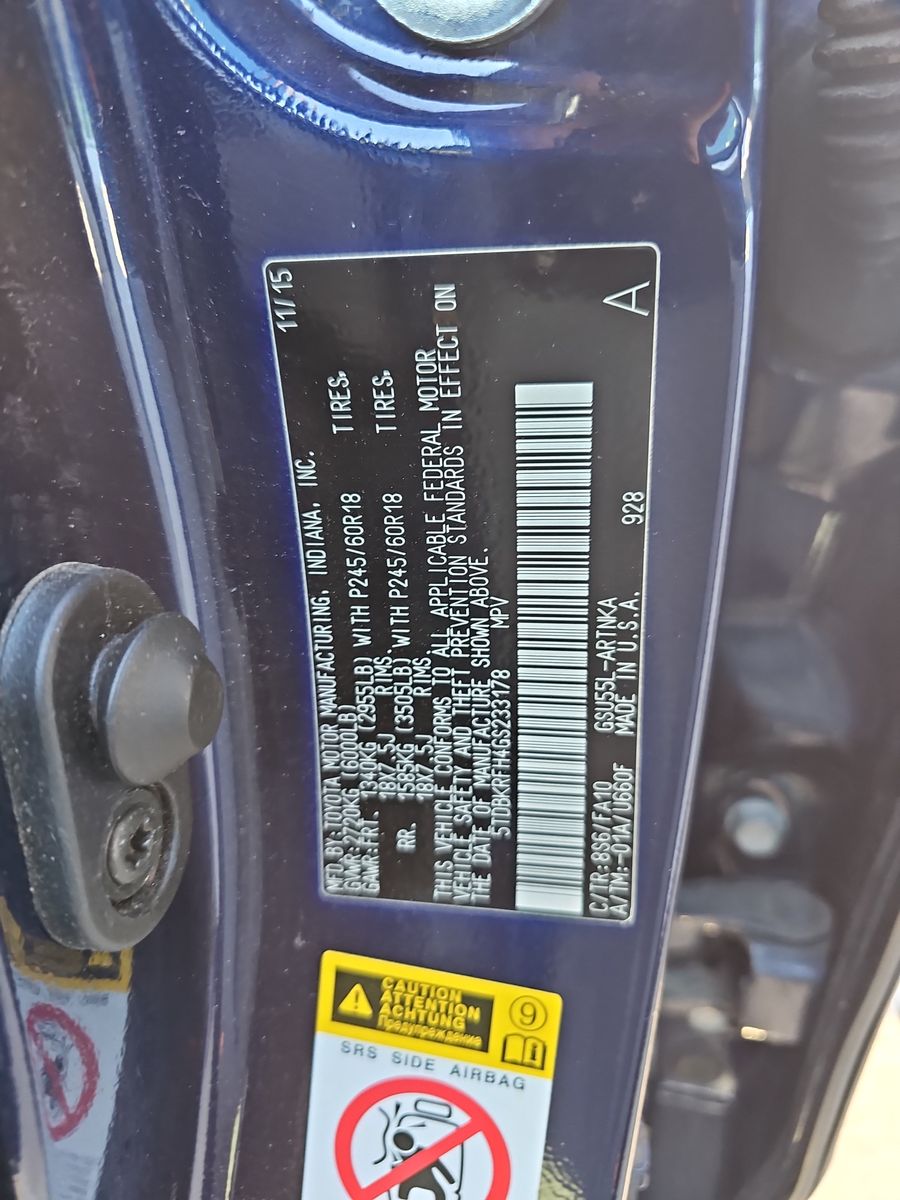 MFD.BY: TOYOTA MOTOR MANUFACTURING, INDIANA, INC. 11/15
GVWR:2720KG (6000LB)
GAWR:FRT. 1340KG (2955LB) WITH P245/60R18 TIRES,
18X7.5J RIMS.
RR. 1585KG (3505LB) WITH P245/60R18 TIRES,
18X7.5J RIMS.
THIS VEHICLE CONFORMS TO ALL APPLICABLE FEDERAL MOTOR
VEHICLE SAFETY AND THEFT PREVENTION STANDARDS IN EFFECT ON
THE DATE OF MANUFACTURE SHOWN ABOVE.
5TDBKRFH4GS233178 MPV
C/TR:8S6/FA10 GSU55L-ARTNKA 928
A/TM:-01A/U660F MADE IN U.S.A.
A
CAUTION
ATTENTION
ACHTUNG
Предупреждение
9
SRS SIDE AIRBAG